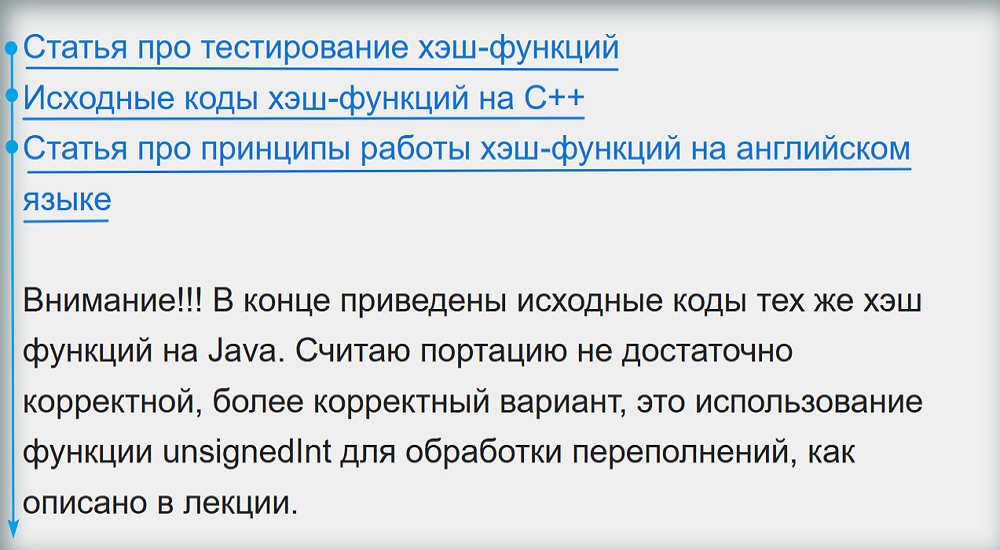 Статья про тестирование хэш-функций
Исходные коды хэш-функций на C++
Статья про принципы работы хэш-функций на английском
языке
Внимание!!! В конце приведены исходные коды тех же хэш
функций на Java. Считаю портацию не достаточно
корректной, более корректный вариант, это использование
функции unsignedInt для обработки переполнений, как
описано в лекции.